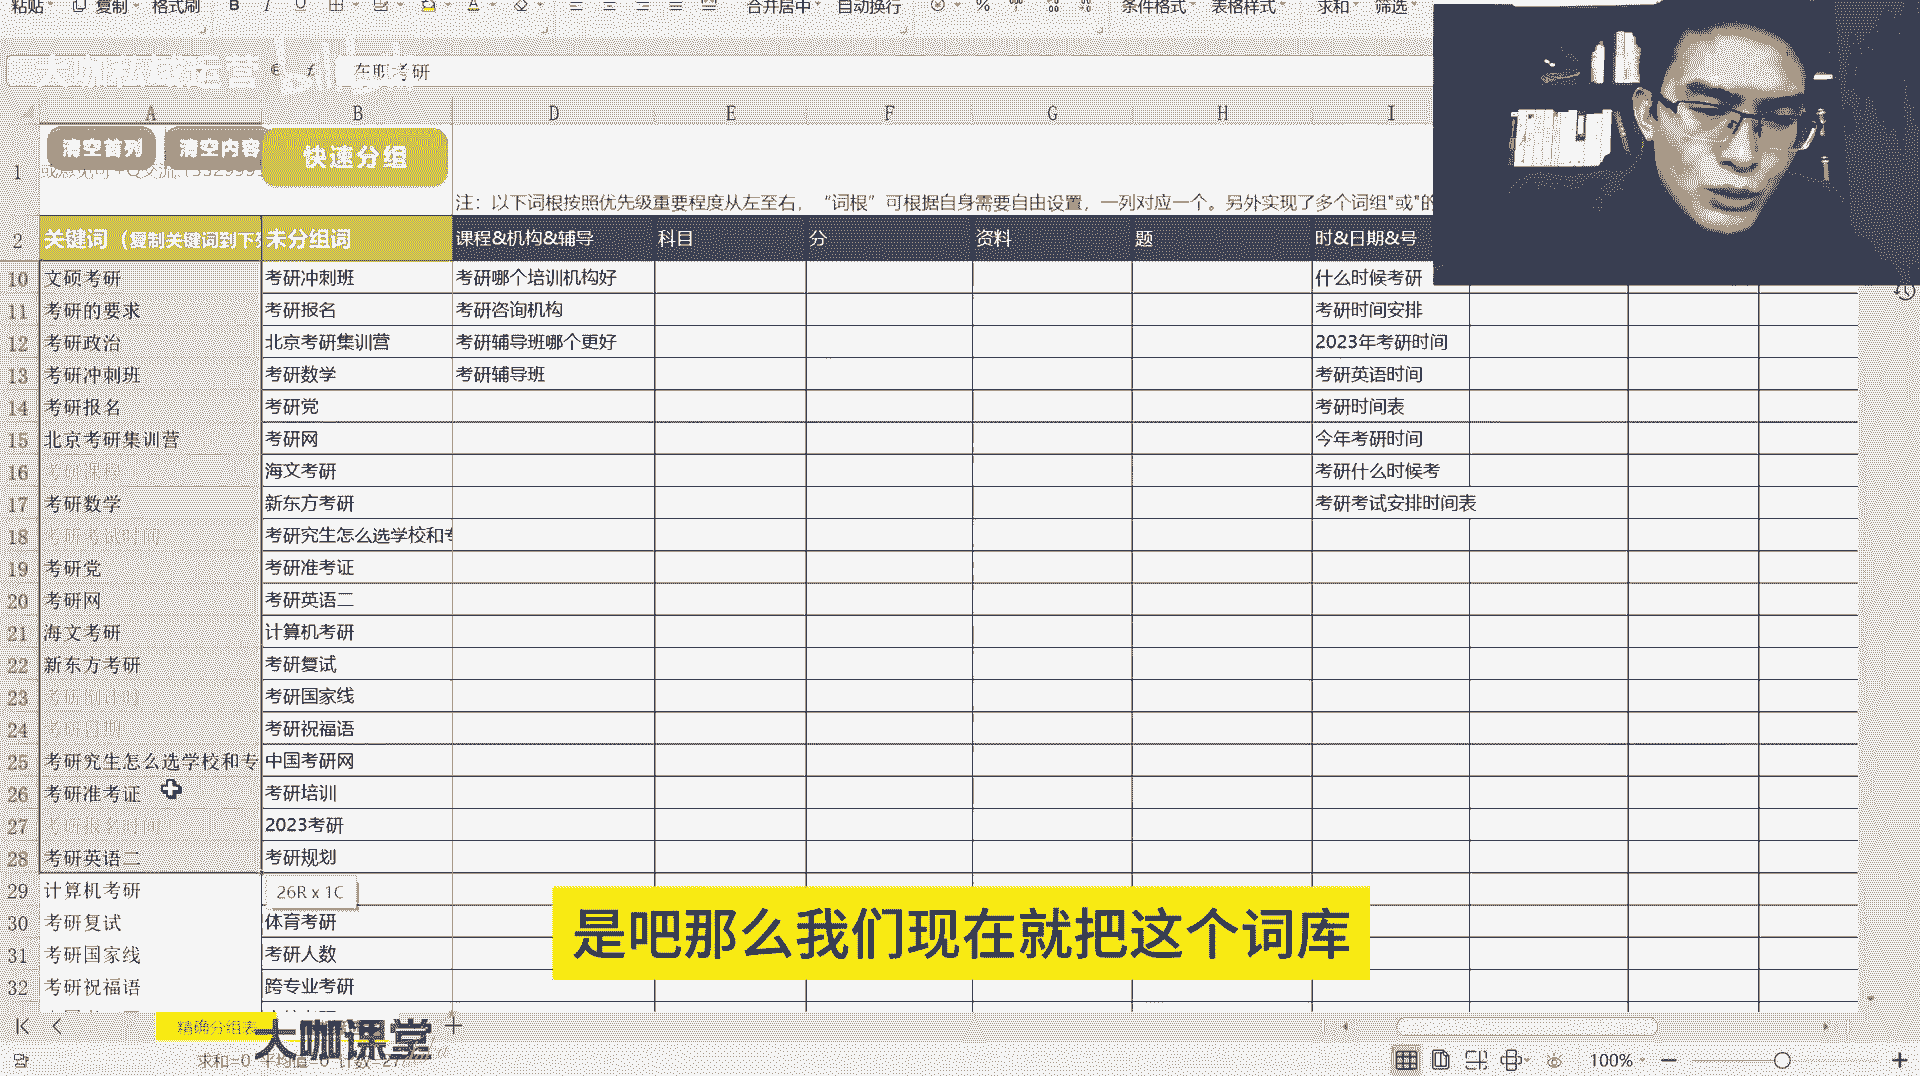 粘贴 复制 格式刷 B I U A 合并居中 自动换行 % 条件格式 表格样式 求和 筛选
在职考研
A B D E F G H I
清空首列 清空内容 快速分组
1
注：以下词根按照优先级重要程度从左至右，“词根”可根据自身需要自由设置，一列对应一个。另外实现了多个词组"或"的
2 关键词（复制关键词到下 未分组词 课程&机构&辅导 科目 分 资料 题 时&日期&号
10 文硕考研 考研冲刺班 考研哪个培训机构好 什么时候考研
11 考研的要求 考研报名 考研咨询机构 考研时间安排
12 考研政治 北京考研集训营 考研辅导班哪个更好 2023年考研时间
13 考研冲刺班 考研数学 考研辅导班 考研英语时间
14 考研报名 考研党 考研时间表
15 北京考研集训营 考研网 今年考研时间
16 考研课程 海文考研 考研什么时候考
17 考研数学 新东方考研 考研考试安排时间表
18 考研考试时间 考研究生怎么选学校和专
19 考研党 考研准考证
20 考研网 考研英语二
21 海文考研 计算机考研
22 新东方考研 考研复试
23 考研国家线
24 考研日期 考研祝福语
25 考研究生怎么选学校和专 中国考研网
26 考研准考证 考研培训
27 考研报名时间 2023考研
28 考研英语二 考研规划
29 计算机考研 26R x 1C
30 考研复试 体育考研
31 考研国家线 考研人数
32 考研祝福语 跨专业考研
是吧那么我们现在就把这个词库
精确分组表
大咖课堂
求和=0 平均值=0 计数=27 100%